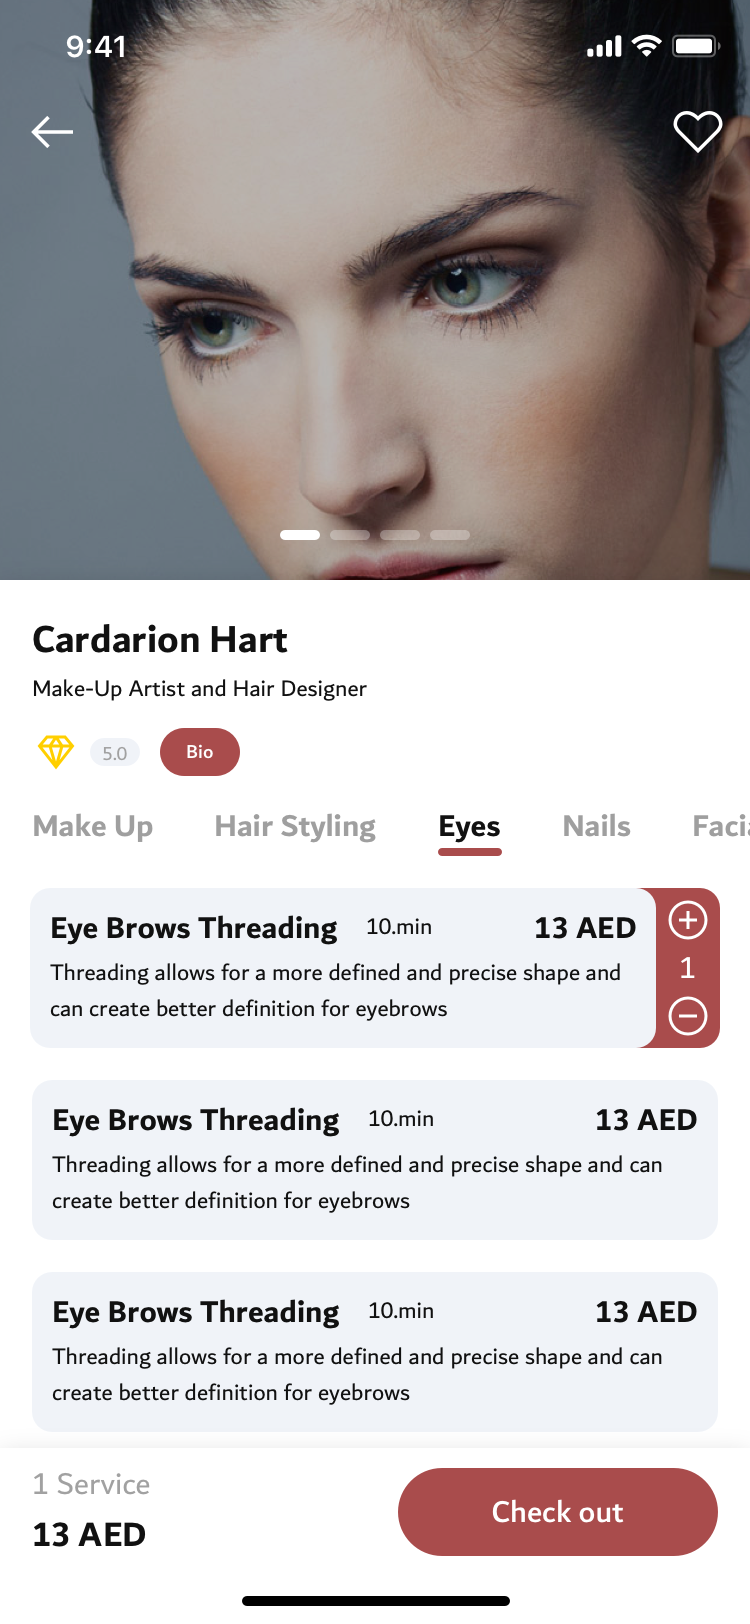 9:41
Cardarion Hart
Make-Up Artist and Hair Designer
5.0
Bio
Make Up Hair Styling Eyes Nails Facia
Eye Brows Threading 10.min 13 AED
Threading allows for a more defined and precise shape and
can create better definition for eyebrows
1
Eye Brows Threading 10.min 13 AED
Threading allows for a more defined and precise shape and can
create better definition for eyebrows
Eye Brows Threading 10.min 13 AED
Threading allows for a more defined and precise shape and can
create better definition for eyebrows
1 Service
13 AED
Check out